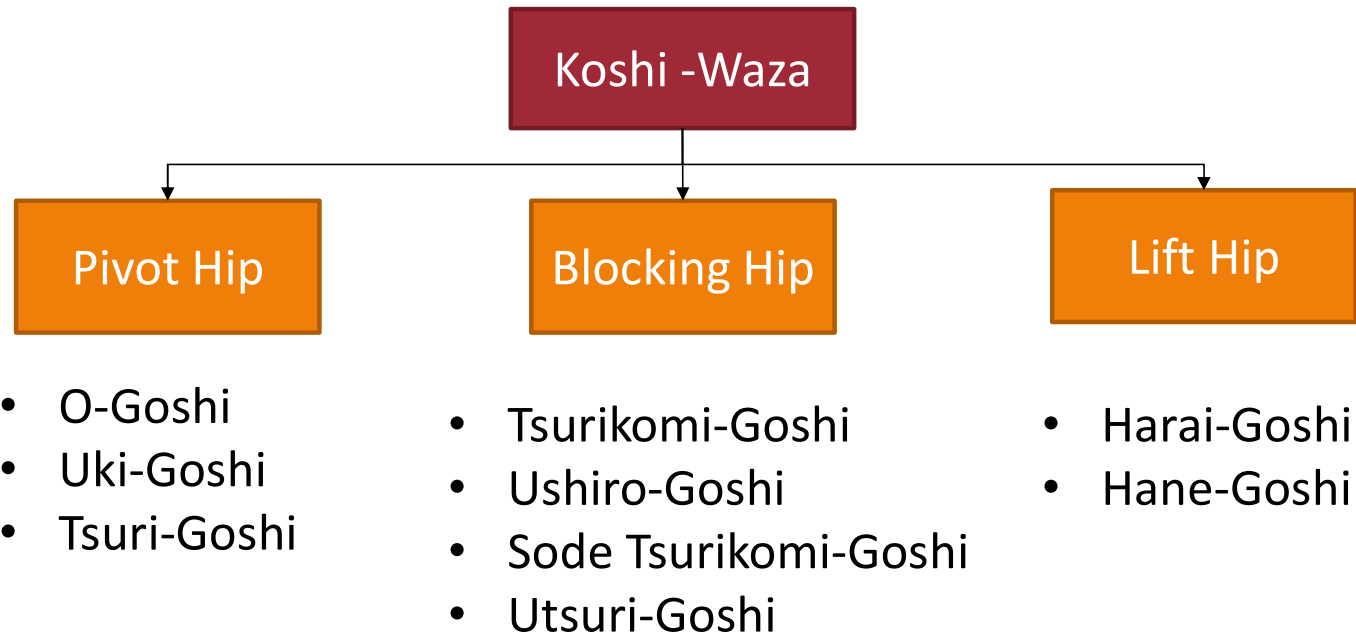 Koshi -Waza
Pivot Hip
Blocking Hip
Lift Hip
• O-Goshi
• Uki-Goshi
• Tsuri-Goshi
• Tsurikomi-Goshi
• Ushiro-Goshi
• Sode Tsurikomi-Goshi
• Utsuri-Goshi
• Harai-Goshi
• Hane-Goshi